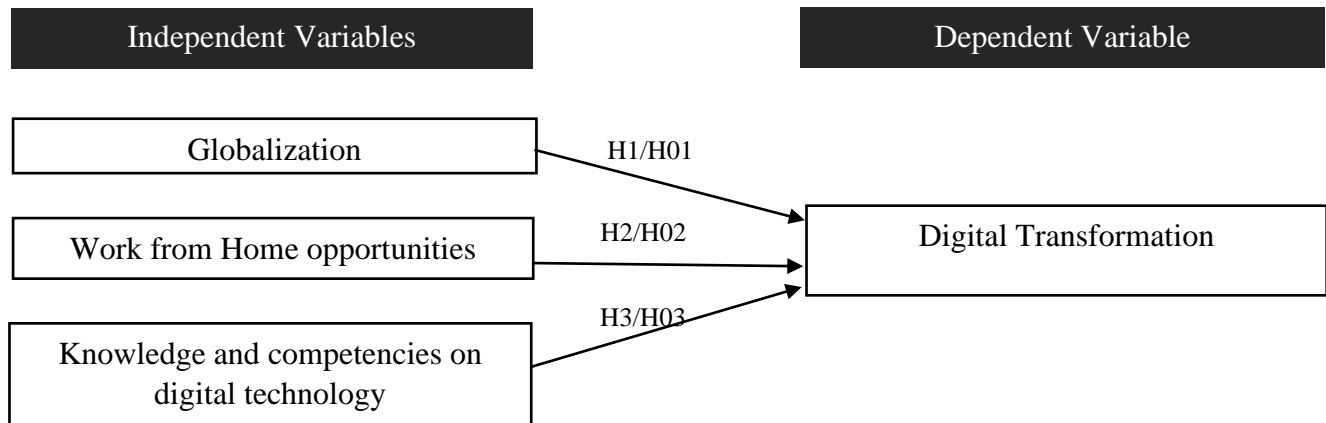 Independent Variables
Dependent Variable
Globalization
H1/H01
Work from Home opportunities
H2/H02
Digital Transformation
H3/H03
Knowledge and competencies on
digital technology